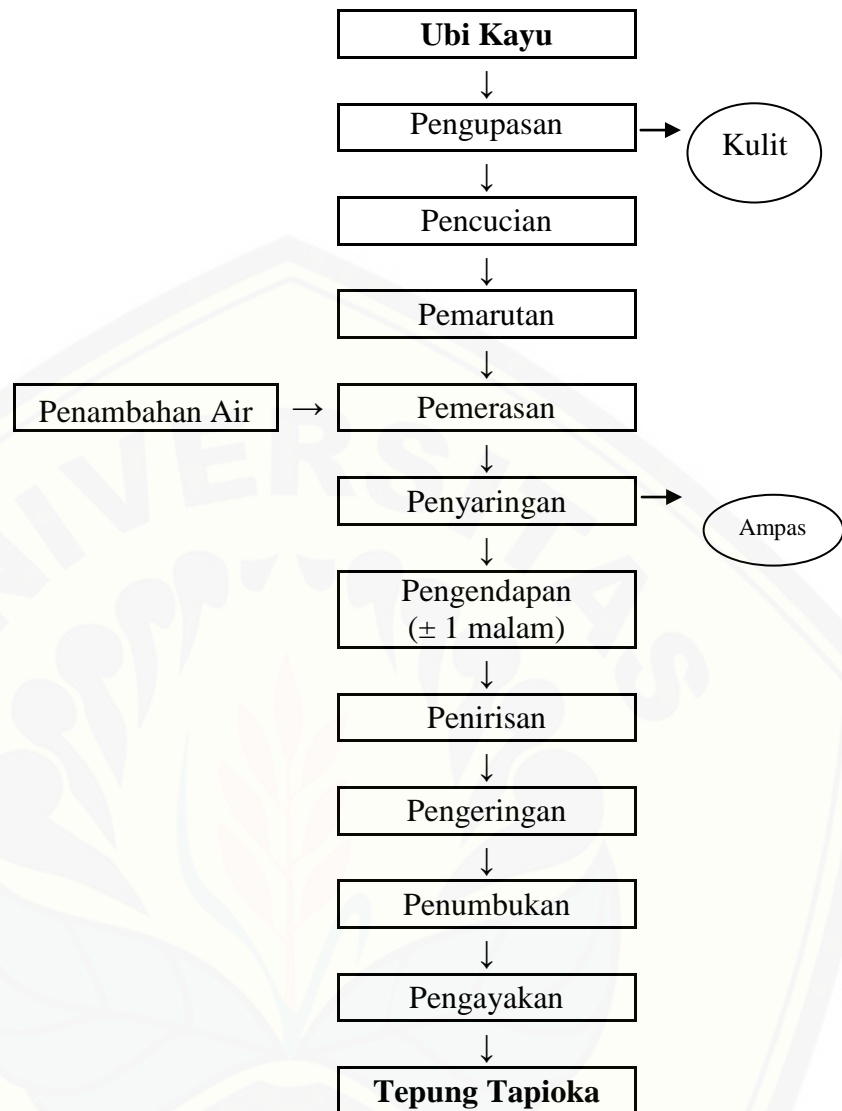 Ubi Kayu
↓
Pengupasan
Kulit
↓
Pencucian
↓
Pemarutan
↓
Penambahan Air → Pemerasan
↓
Penyaringan
Ampas
↓
Pengendapan
(± 1 malam)
↓
Penirisan
↓
Pengeringan
↓
Penumbukan
↓
Pengayakan
↓
Tepung Tapioka
NIVERSITAS